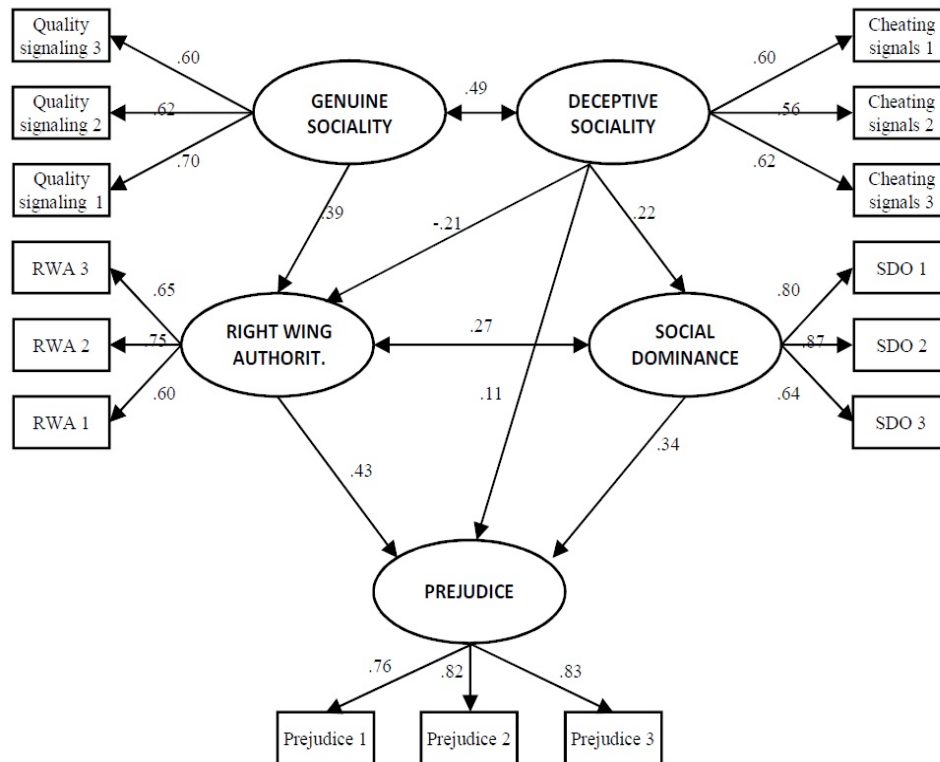 Quality
signaling 3
.60
Cheating
signals 1
.60
GENUINE
SOCIALITY
.49
DECEPTIVE
SOCIALITY
Quality
signaling 2
.62
Cheating
signals 2
.56
Quality
signaling 1
.70
Cheating
signals 3
.62
.39
-.21
.22
RWA 3
.65
SDO 1
.80
RWA 2
.75
RIGHT WING
AUTHORIT.
.27
SOCIAL
DOMINANCE
.87
SDO 2
RWA 1
.60
.11
.64
SDO 3
.43
.34
PREJUDICE
.76
.82
.83
Prejudice 1
Prejudice 2
Prejudice 3